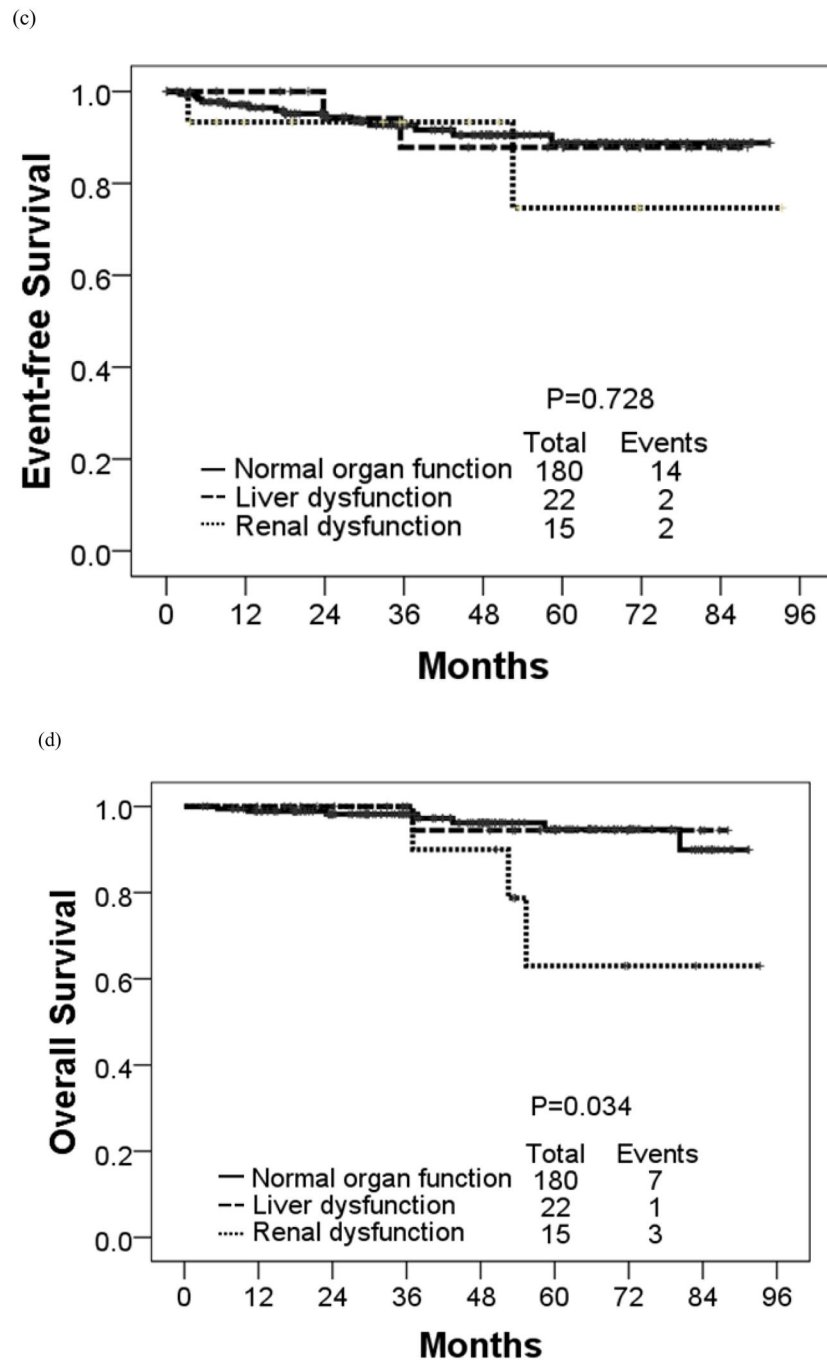 (c)
Event-free Survival
1.0
0.8
0.6
0.4
0.2
0.0
P=0.728
Total Events
Normal organ function 180 14
Liver dysfunction 22 2
Renal dysfunction 15 2
0 12 24 36 48 60 72 84 96
Months
(d)
Overall Survival
1.0
0.8
0.6
0.4
0.2
0.0
P=0.034
Total Events
Normal organ function 180 7
Liver dysfunction 22 1
Renal dysfunction 15 3
0 12 24 36 48 60 72 84 96
Months